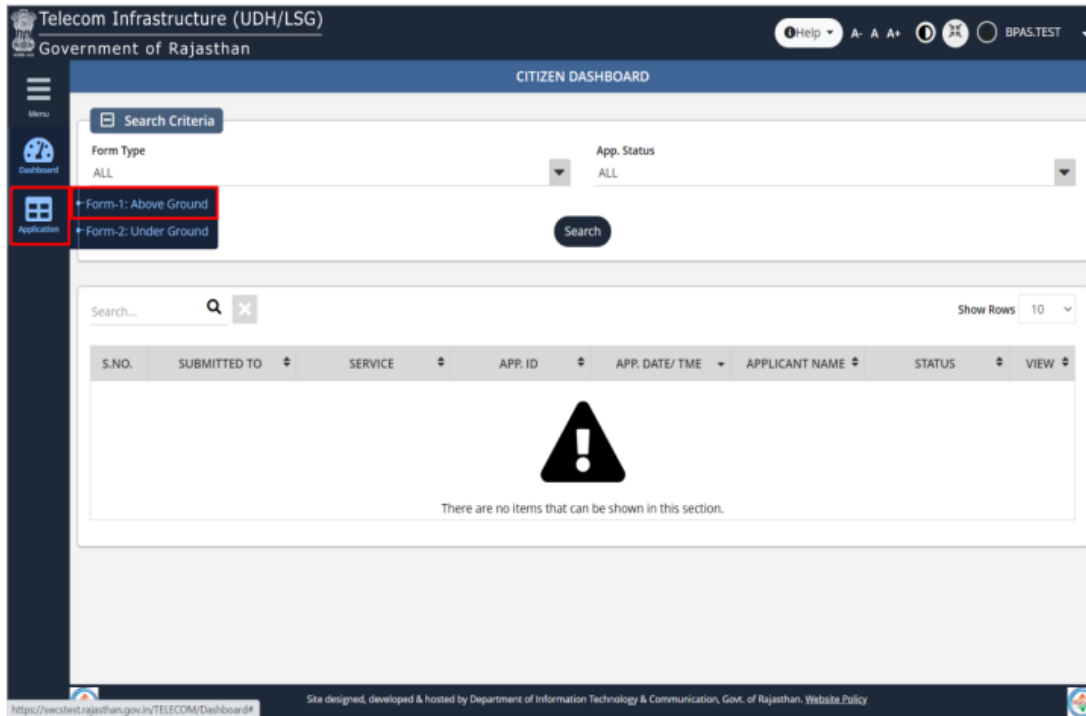 Telecom Infrastructure (UDH/LSG)
Government of Rajasthan
Help
A- A A+
BPAS.TEST
CITIZEN DASHBOARD
Menu
Dashboard
Application
Search Criteria
Form Type
App. Status
ALL
ALL
Form-1: Above Ground
Form-2: Under Ground
Search
Search...
Show Rows 10
S.NO. SUBMITTED TO SERVICE APP. ID APP. DATE/ TME APPLICANT NAME STATUS VIEW
There are no items that can be shown in this section.
Site designed, developed & hosted by Department of Information Technology & Communication, Govt. of Rajasthan. Website Policy
https://swcstest.rajasthan.gov.in/TELECOM/Dashboard#